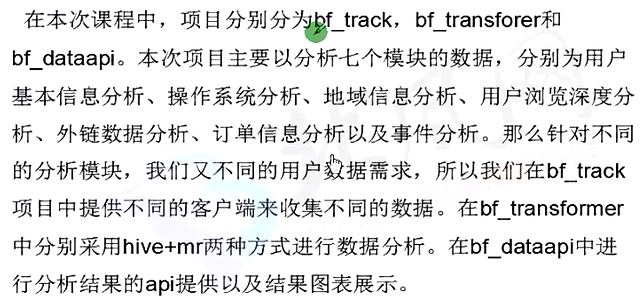 在本次课程中，项目分别分为bf_track，bf_transforer和
bf_dataapi。本次项目主要以分析七个模块的数据，分别为用户
基本信息分析、操作系统分析、地域信息分析、用户浏览深度分
析、外链数据分析、订单信息分析以及事件分析。那么针对不同
的分析模块，我们又不同的用户数据需求，所以我们在bf_track
项目中提供不同的客户端来收集不同的数据。在bf_transformer
中分别采用hive+mr两种方式进行数据分析。在bf_dataapi中进
行分析结果的api提供以及结果图表展示。